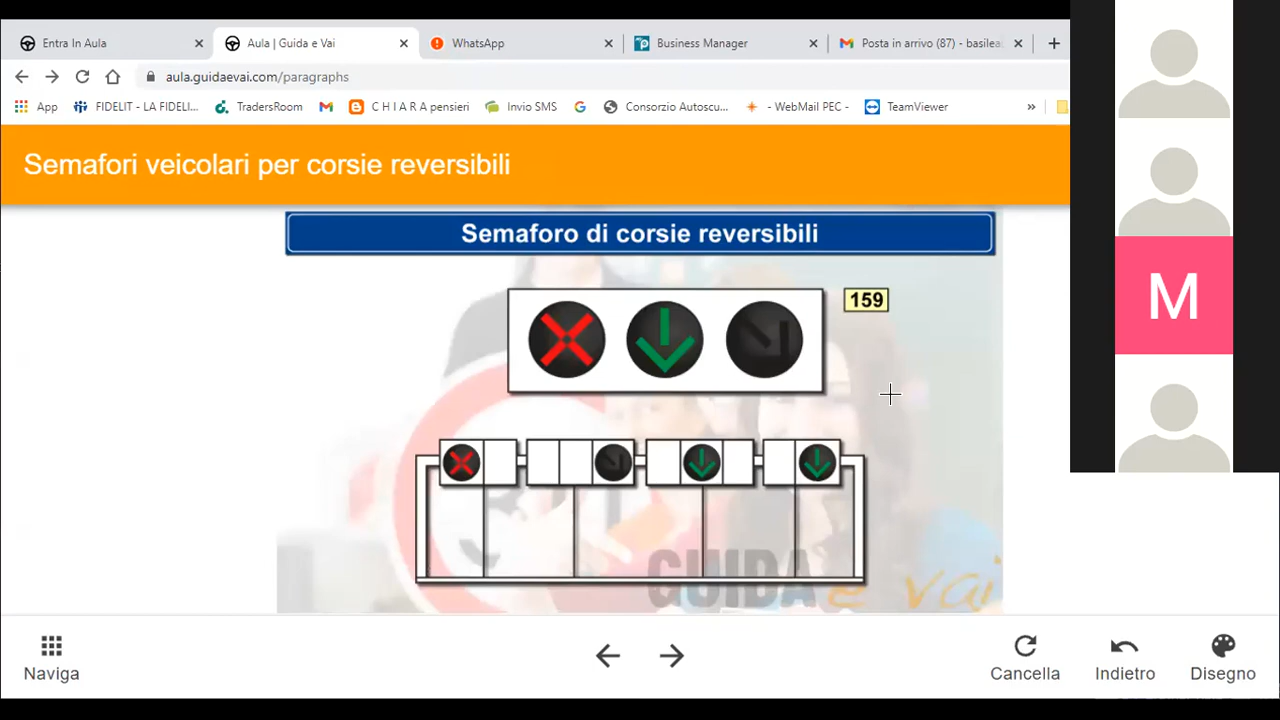 Entra In Aula
Aula | Guida e Vai
WhatsApp
Business Manager
Posta in arrivo (87) - basilea
aula.guidaevai.com/paragraphs
App
FIDELIT - LA FIDELI...
TradersRoom
C H I A R A pensieri
Invio SMS
Consorzio Autoscu...
- WebMail PEC -
TeamViewer
»
Semafori veicolari per corsie reversibili
Semaforo di corsie reversibili
159
M
GUIDA
e vai
Naviga
Cancella
Indietro
Disegno